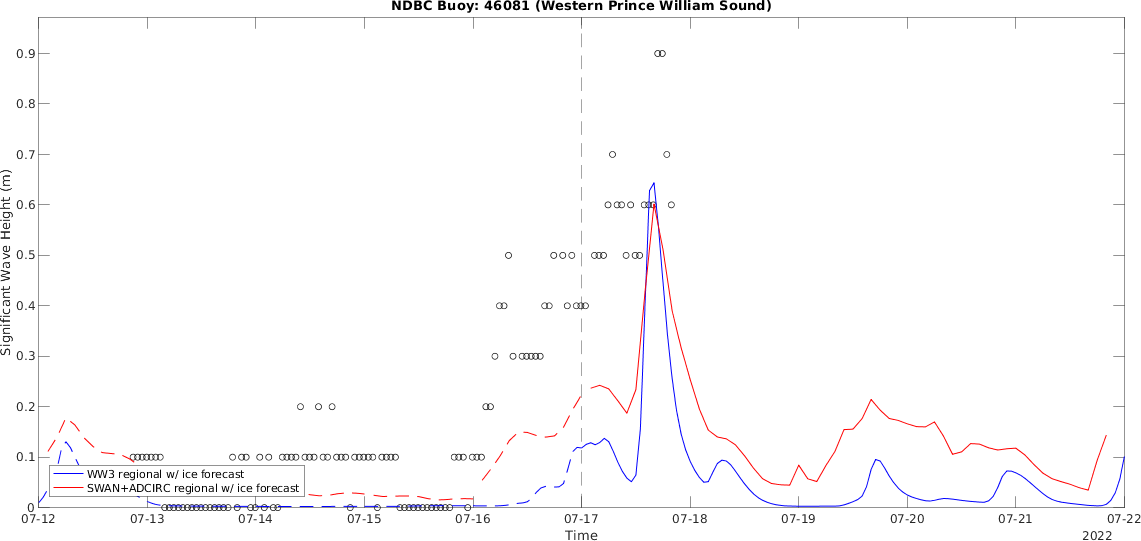 NDBC Buoy: 46081 (Western Prince William Sound)
0.9
0.8
0.7
0.6
0.5
0.4
0.3
0.2
0.1
0
Significant Wave Height (m)
WW3 regional w/ ice forecast
SWAN+ADCIRC regional w/ ice forecast
07-12 07-13 07-14 07-15 07-16 07-17 07-18 07-19 07-20 07-21 07-22
Time
2022